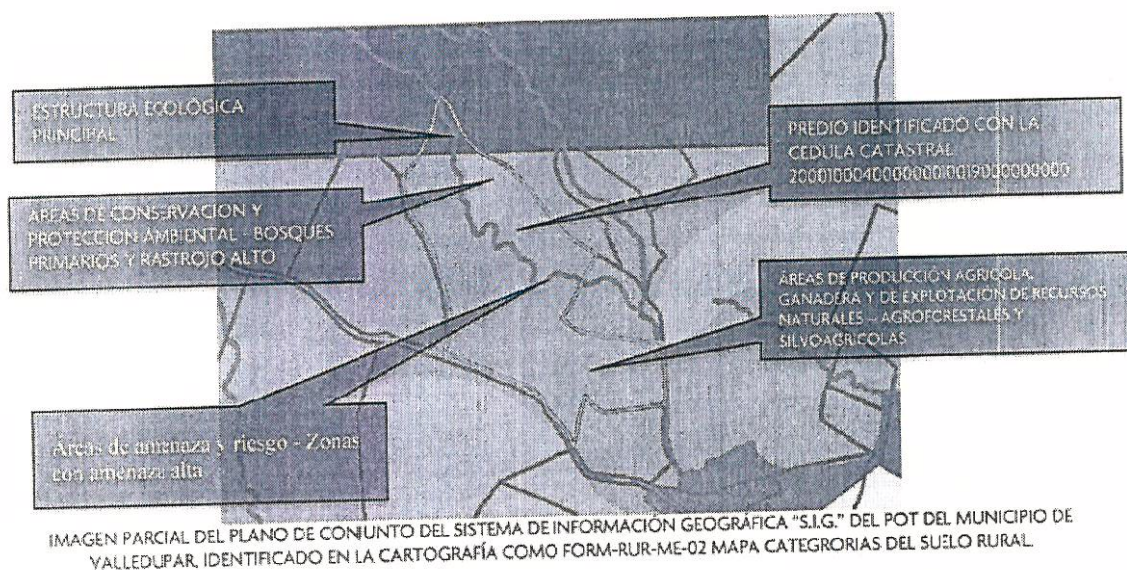 ESTRUCTURA ECOLÓGICA
PRINCIPAL
PREDIO IDENTIFICADO CON LA
CEDULA CATASTRAL
ÁREAS DE CONSERVACION Y
PROTECCIÓN AMBIENTAL - BOSQUES
PRIMARIOS Y RASTROJO ALTO
ÁREAS DE PRODUCCIÓN AGRICOLA,
GANADERA Y DE EXPLOTACIÓN DE RECURSOS
NATURALES – AGROFORESTALES Y
SILVOAGRICOLAS
Áreas de amenaza y riesgo - Zonas
con amenaza alta
IMAGEN PARCIAL DEL PLANO DE CONJUNTO DEL SISTEMA DE INFORMACIÓN GEOGRÁFICA "S.I.G." DEL POT DEL MUNICIPIO DE
VALLEDUPAR, IDENTIFICADO EN LA CARTOGRAFÍA COMO FORM-RUR-ME-02 MAPA CATEGRORIAS DEL SUELO RURAL.